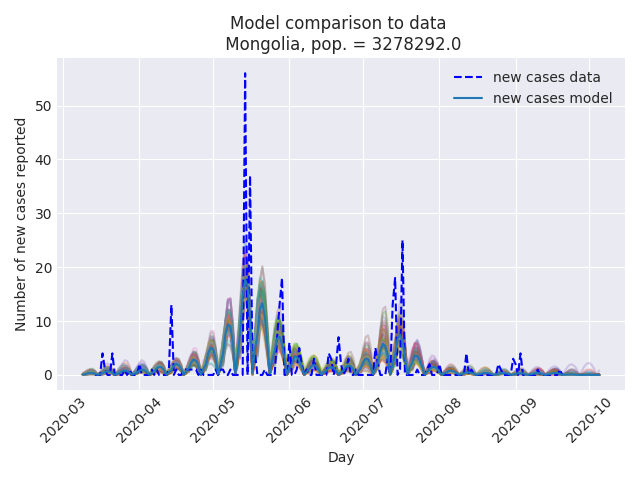 Model comparison to data
Mongolia, pop. = 3278292.0
new cases data
new cases model
Number of new cases reported
50
40
30
20
10
0
2020-03
2020-04
2020-05
2020-06
2020-07
2020-08
2020-09
2020-10
Day